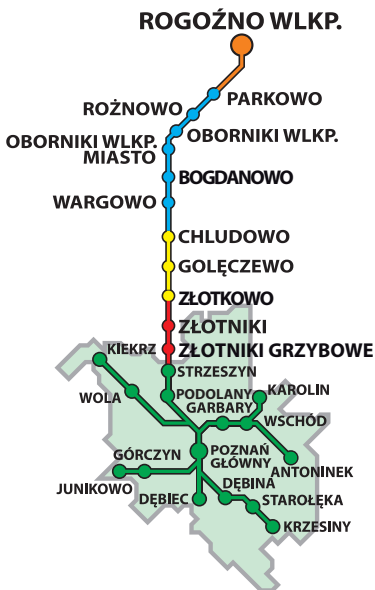 ROGOŹNO WLKP.
PARKOWO
ROŻNOWO
OBORNIKI WLKP.
OBORNIKI WLKP.
MIASTO
BOGDANOWO
WARGOWO
CHLUDOWO
GOLĘCZEWO
ZŁOTKOWO
ZŁOTNIKI
KIEKRZ
ZŁOTNIKI GRZYBOWE
STRZESZYN
WOLA
PODOLANY
KAROLIN
GARBARY
WSCHÓD
GÓRCZYN
POZNAŃ
GŁÓWNY
ANTONINEK
JUNIKOWO
DĘBINA
DĘBIEC
STAROŁĘKA
KRZESINY